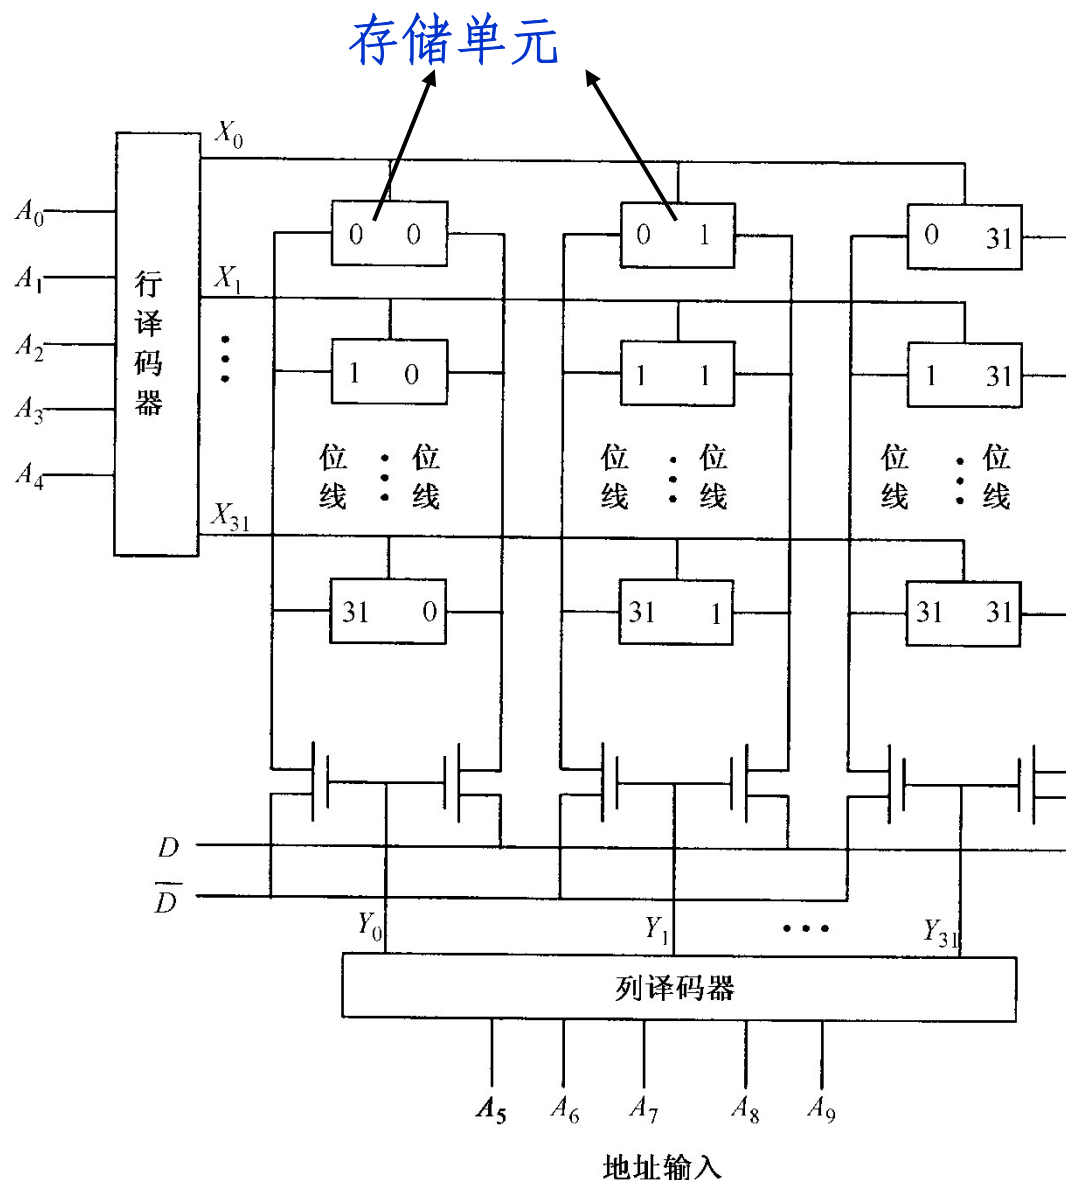 存储单元
X₀
A₀
0 0
0 1
0 31
A₁
行译码器
X₁
A₂
1 0
1 1
1 31
A₃
A₄
位线
位线
位线
位线
位线
位线
X₃₁
31 0
31 1
31 31
D
D̅
Y₀
Y₁
Y₃₁
列译码器
A₅ A₆ A₇ A₈ A₉
地址输入